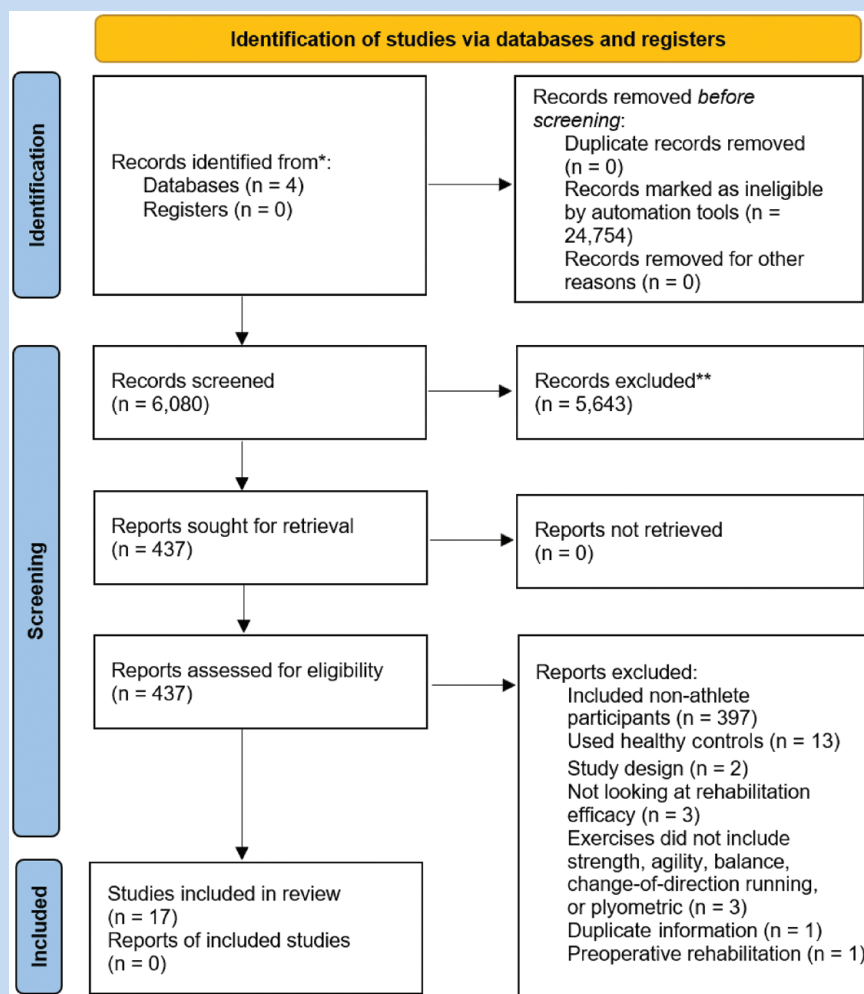 Identification of studies via databases and registers
Identification
Records identified from*:
Databases (n = 4)
Registers (n = 0)
Records removed before
screening:
Duplicate records removed
(n = 0)
Records marked as ineligible
by automation tools (n =
24,754)
Records removed for other
reasons (n = 0)
Screening
Records screened
(n = 6,080)
Records excluded**
(n = 5,643)
Reports sought for retrieval
(n = 437)
Reports not retrieved
(n = 0)
Reports assessed for eligibility
(n = 437)
Reports excluded:
Included non-athlete
participants (n = 397)
Used healthy controls (n = 13)
Study design (n = 2)
Not looking at rehabilitation
efficacy (n = 3)
Exercises did not include
strength, agility, balance,
change-of-direction running,
or plyometric (n = 3)
Duplicate information (n = 1)
Preoperative rehabilitation (n = 1)
Included
Studies included in review
(n = 17)
Reports of included studies
(n = 0)